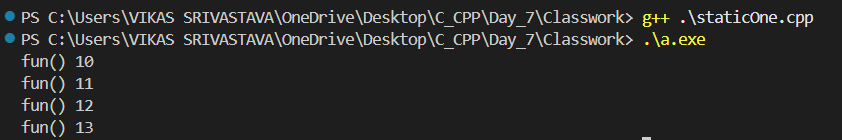 PS C:\Users\VIKAS SRIVASTAVA\OneDrive\Desktop\C_CPP\Day_7\Classwork> g++ .\staticOne.cpp
PS C:\Users\VIKAS SRIVASTAVA\OneDrive\Desktop\C_CPP\Day_7\Classwork> .\a.exe
fun() 10
fun() 11
fun() 12
fun() 13